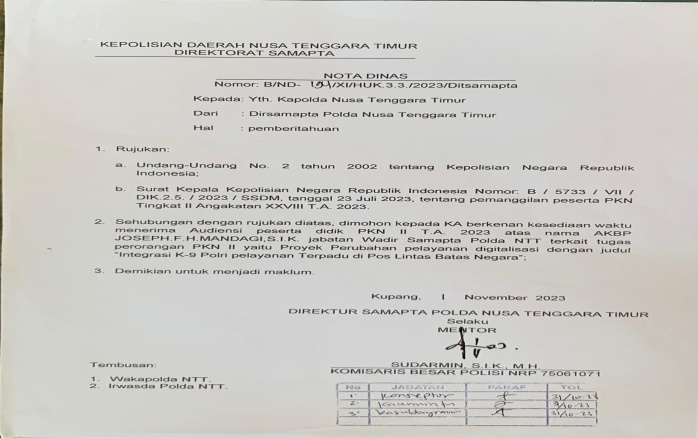 KEPOLISIAN DAERAH NUSA TENGGARA TIMUR
DIREKTORAT SAMAPTA
NOTA DINAS
Nomor: B/ND- /XI/HUK.3.3./2023/Ditsamapta
Kepada: Yth. Kapolda Nusa Tenggara Timur
Dari : Dirsamapta Polda Nusa Tenggara Timur
Hal : pemberitahuan
1. Rujukan:
a. Undang-Undang No. 2 tahun 2002 tentang Kepolisian Negara Republik
Indonesia;
b. Surat Kepala Kepolisian Negara Republik Indonesia Nomor: B / 5733 / VII /
DIK.2.5. / 2023 / SSDM, tanggal 23 Juli 2023, tentang pemanggilan peserta PKN
Tingkat II Angakatan XXVIII T.A. 2023.
2. Sehubungan dengan rujukan diatas, dimohon kepada KA berkenan kesediaan waktu
menerima Audiensi peserta didik PKN II T.A. 2023 atas nama AKBP
JOSEPH.F.H.MANDAGI,S.I.K. jabatan Wadir Samapta Polda NTT terkait tugas
perorangan PKN II yaitu Proyek Perubahan pelayanan digitalisasi dengan judul
"Integrasi K-9 Polri pelayanan Terpadu di Pos Lintas Batas Negara";
3. Demikian untuk menjadi maklum.
Kupang, 1 November 2023
DIREKTUR SAMAPTA POLDA NUSA TENGGARA TIMUR
Selaku
MENTOR
SUDARMIN, S.I.K., M.H.
KOMISARIS BESAR POLISI NRP 75061071
Tembusan:
1. Wakapolda NTT.
2. Irwasda Polda NTT.
No JABATAN PARAF TGL
1. Konseptor 31/10-23
2. Kaurmintu /10-23
3. 31/10-23